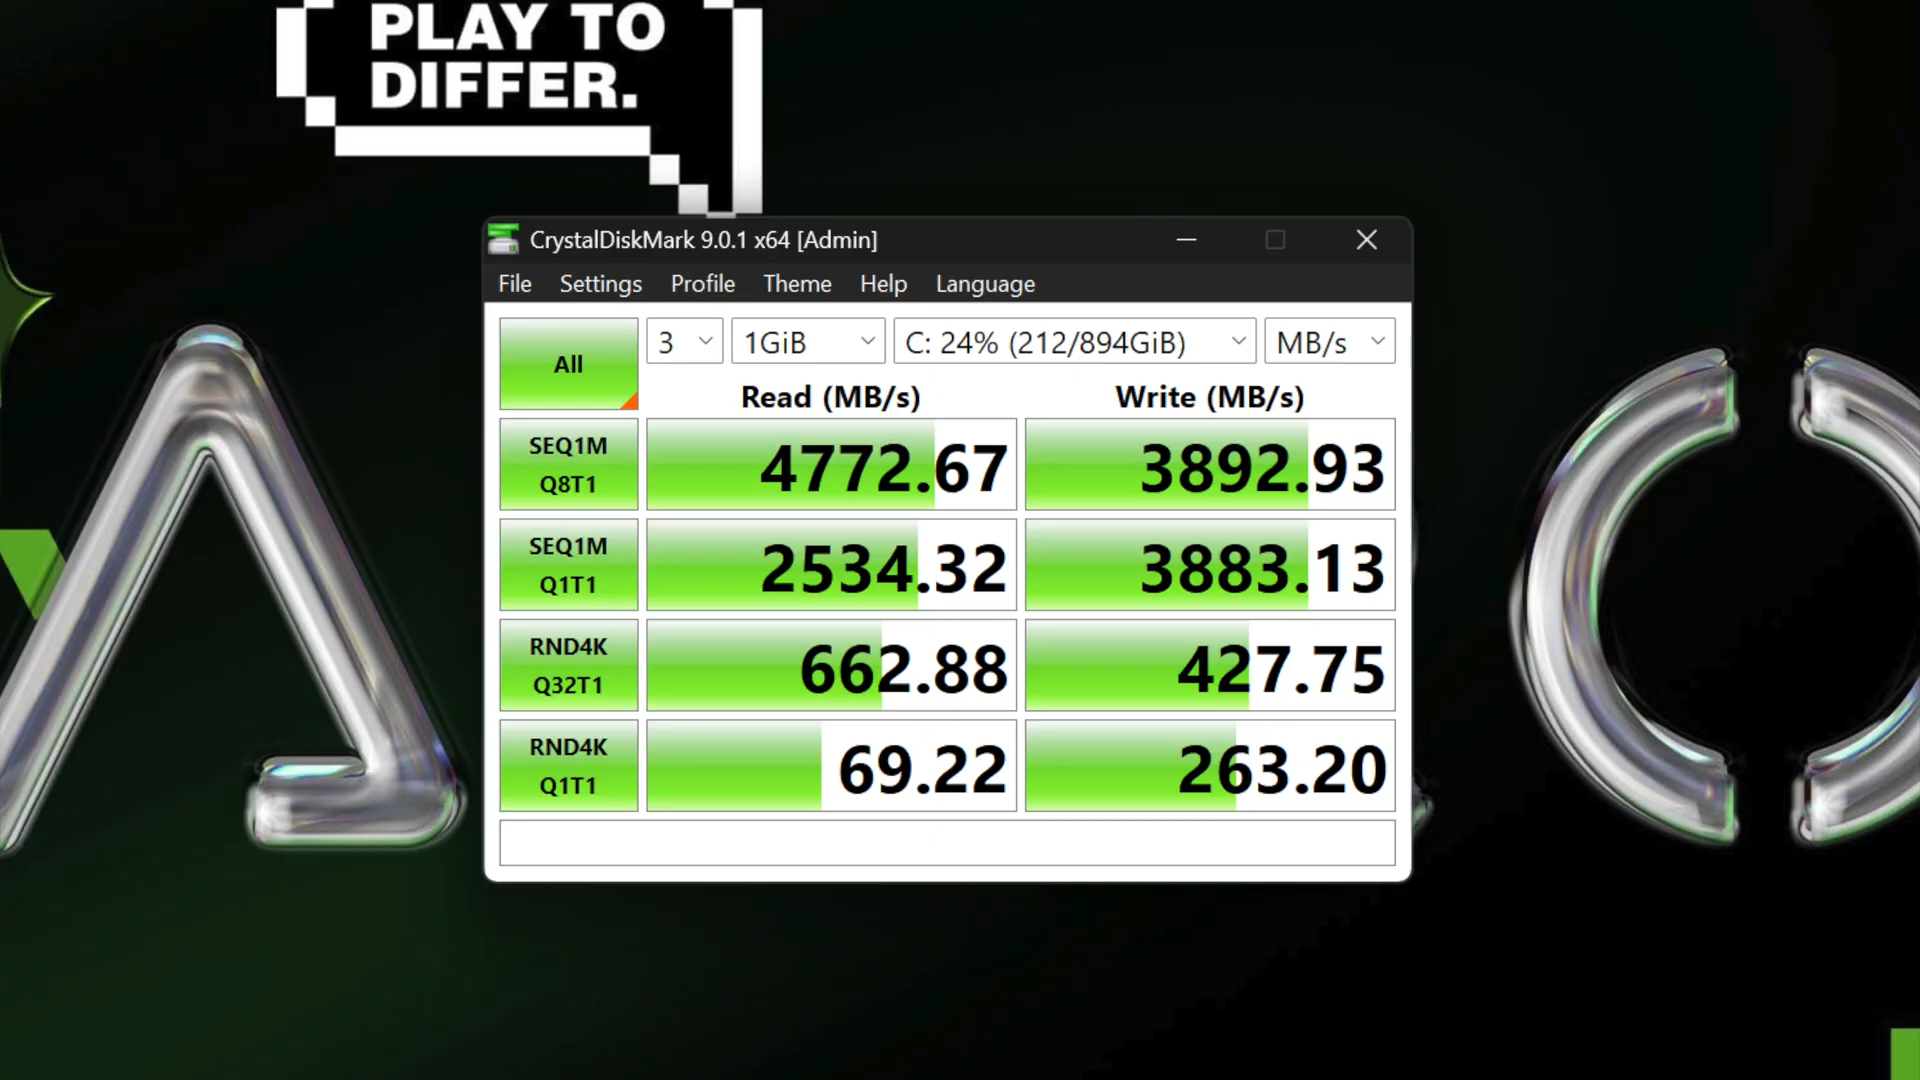 PLAY TO
DIFFER.
CrystalDiskMark 9.0.1 x64 [Admin]
File Settings Profile Theme Help Language
All 3 1GiB C: 24% (212/894GiB) MB/s
Read (MB/s) Write (MB/s)
SEQ1M
Q8T1 4772.67 3892.93
SEQ1M
Q1T1 2534.32 3883.13
RND4K
Q32T1 662.88 427.75
RND4K
Q1T1 69.22 263.20